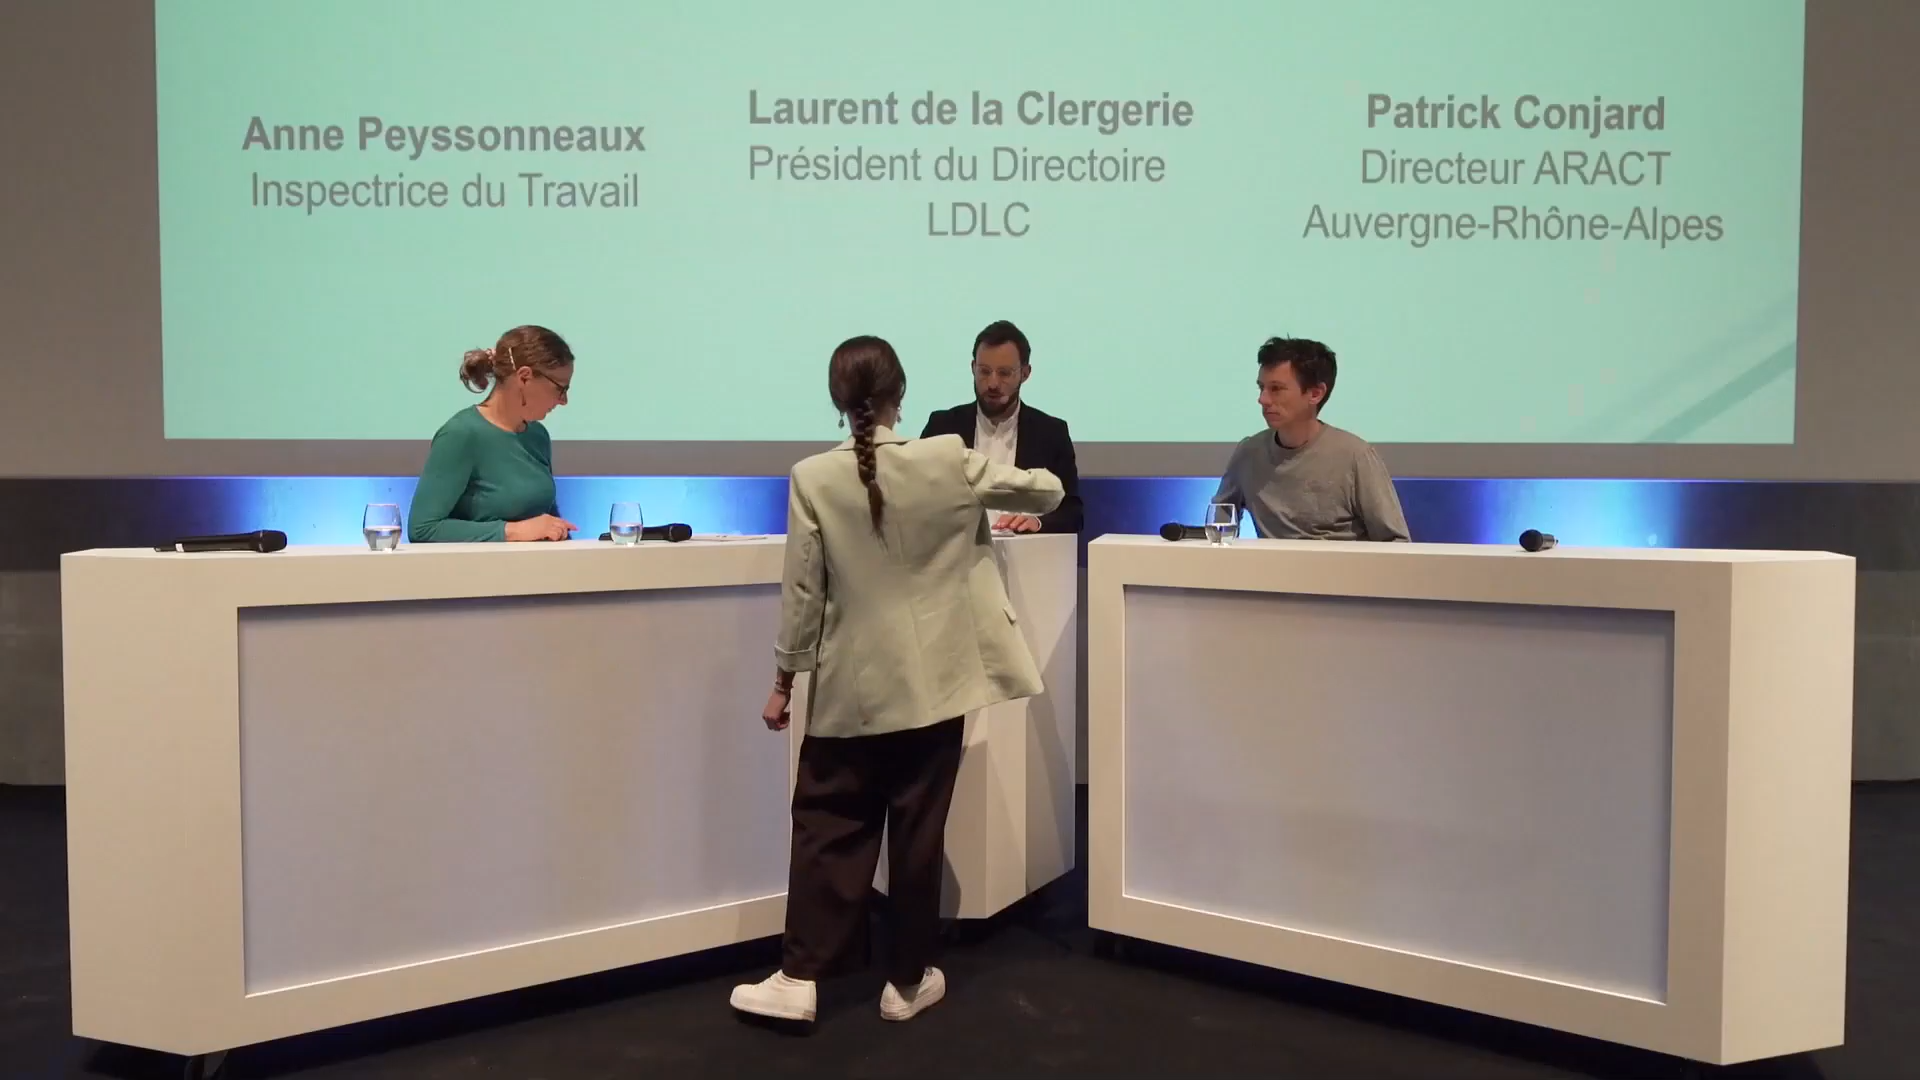 Anne Peyssonneaux
Inspectrice du Travail
Laurent de la Clergerie
Président du Directoire
LDLC
Patrick Conjard
Directeur ARACT
Auvergne-Rhône-Alpes